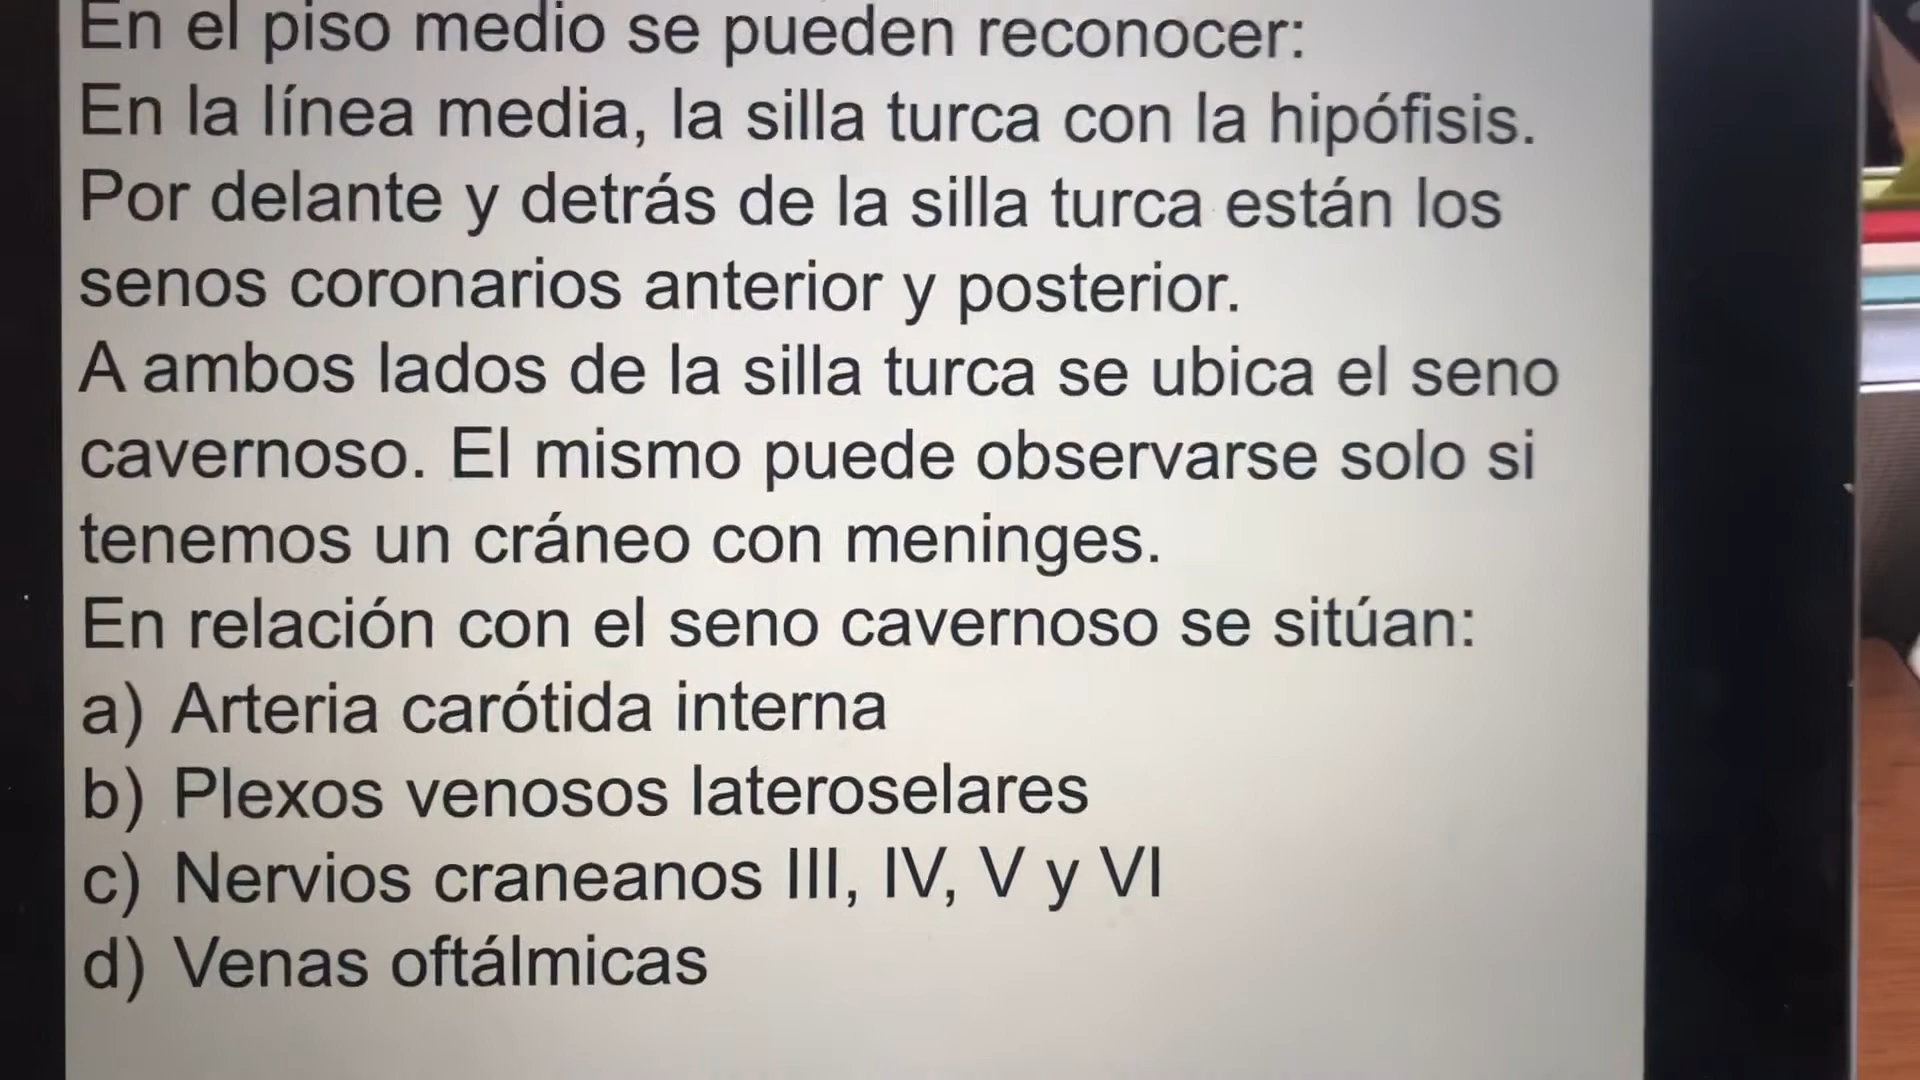 En el piso medio se pueden reconocer:
En la línea media, la silla turca con la hipófisis.
Por delante y detrás de la silla turca están los
senos coronarios anterior y posterior.
A ambos lados de la silla turca se ubica el seno
cavernoso. El mismo puede observarse solo si
tenemos un cráneo con meninges.
En relación con el seno cavernoso se sitúan:
a) Arteria carótida interna
b) Plexos venosos lateroselares
c) Nervios craneanos III, IV, V y VI
d) Venas oftálmicas